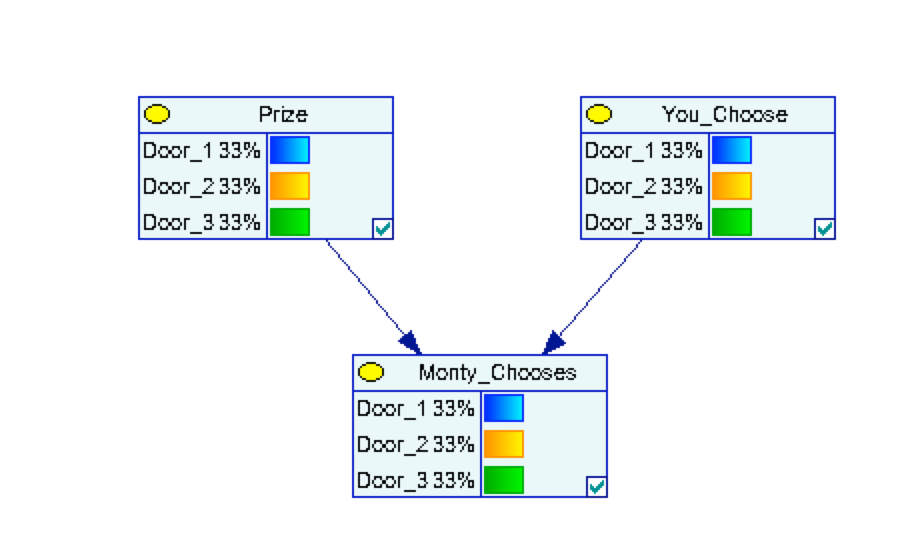 Prize
Door_1 33%
Door_2 33%
Door_3 33%
You_Choose
Door_1 33%
Door_2 33%
Door_3 33%
Monty_Chooses
Door_1 33%
Door_2 33%
Door_3 33%